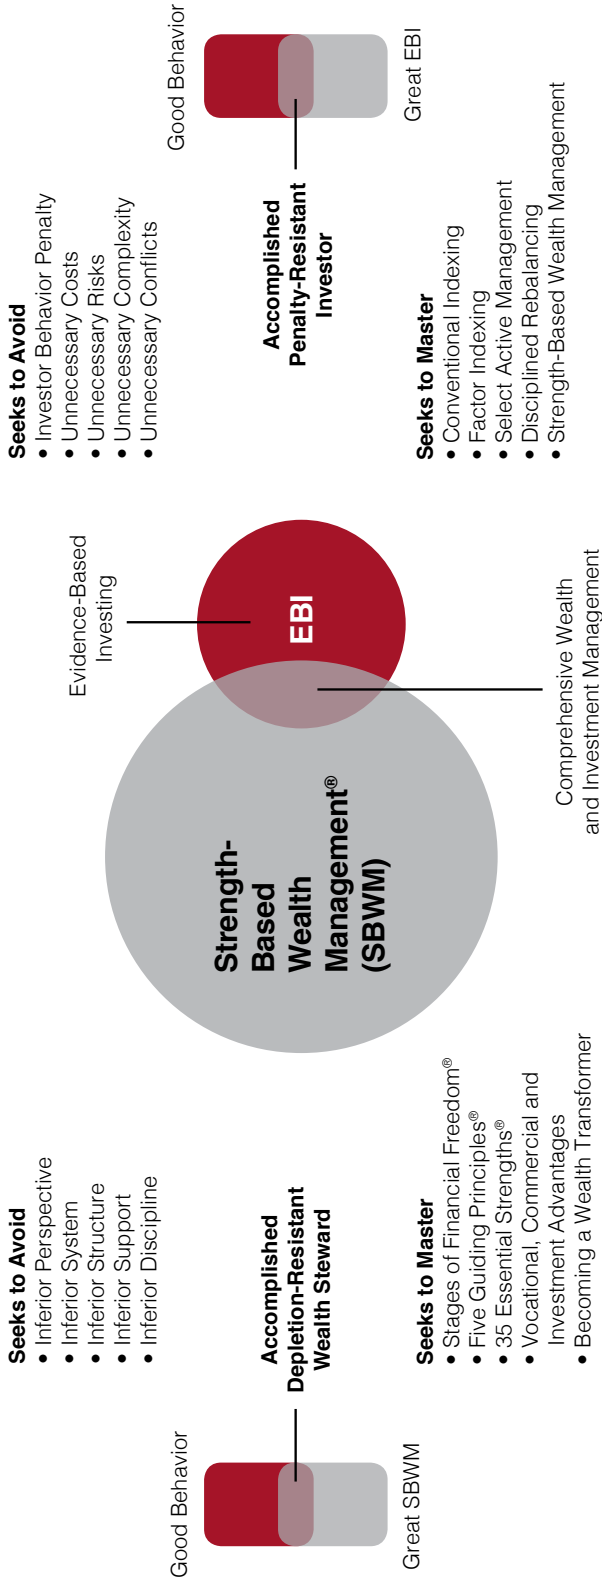 Good Behavior
Great SBWM
Seeks to Avoid
• Inferior Perspective
• Inferior System
• Inferior Structure
• Inferior Support
• Inferior Discipline
Accomplished
Depletion-Resistant
Wealth Steward
Seeks to Master
• Stages of Financial Freedom®
• Five Guiding Principles®
• 35 Essential Strengths®
• Vocational, Commercial and
Investment Advantages
• Becoming a Wealth Transformer
Strength-
Based
Wealth
Management®
(SBWM)
Evidence-Based
Investing
EBI
Comprehensive Wealth
and Investment Management
Seeks to Avoid
• Investor Behavior Penalty
• Unnecessary Costs
• Unnecessary Risks
• Unnecessary Complexity
• Unnecessary Conflicts
Accomplished
Penalty-Resistant
Investor
Seeks to Master
• Conventional Indexing
• Factor Indexing
• Select Active Management
• Disciplined Rebalancing
• Strength-Based Wealth Management
Good Behavior
Great EBI